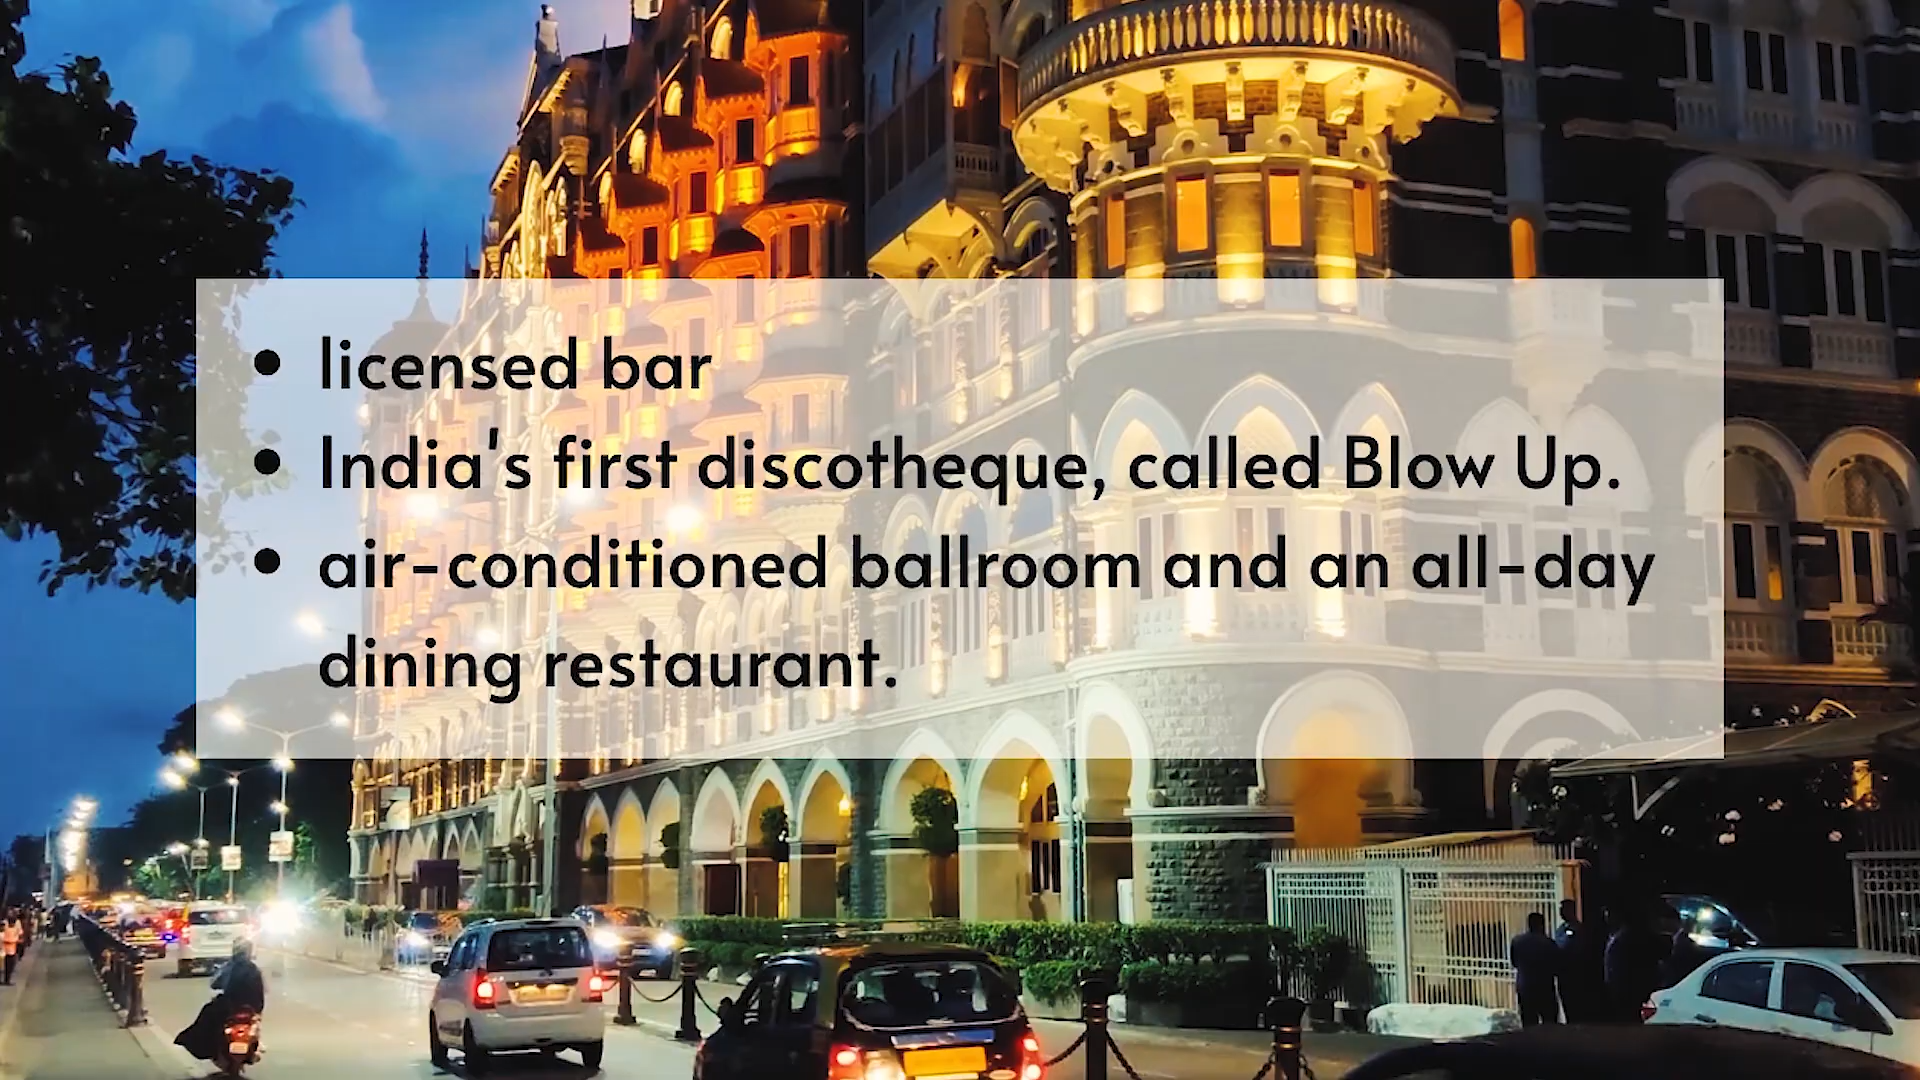 • licensed bar
• India's first discotheque, called Blow Up.
• air-conditioned ballroom and an all-day
dining restaurant.